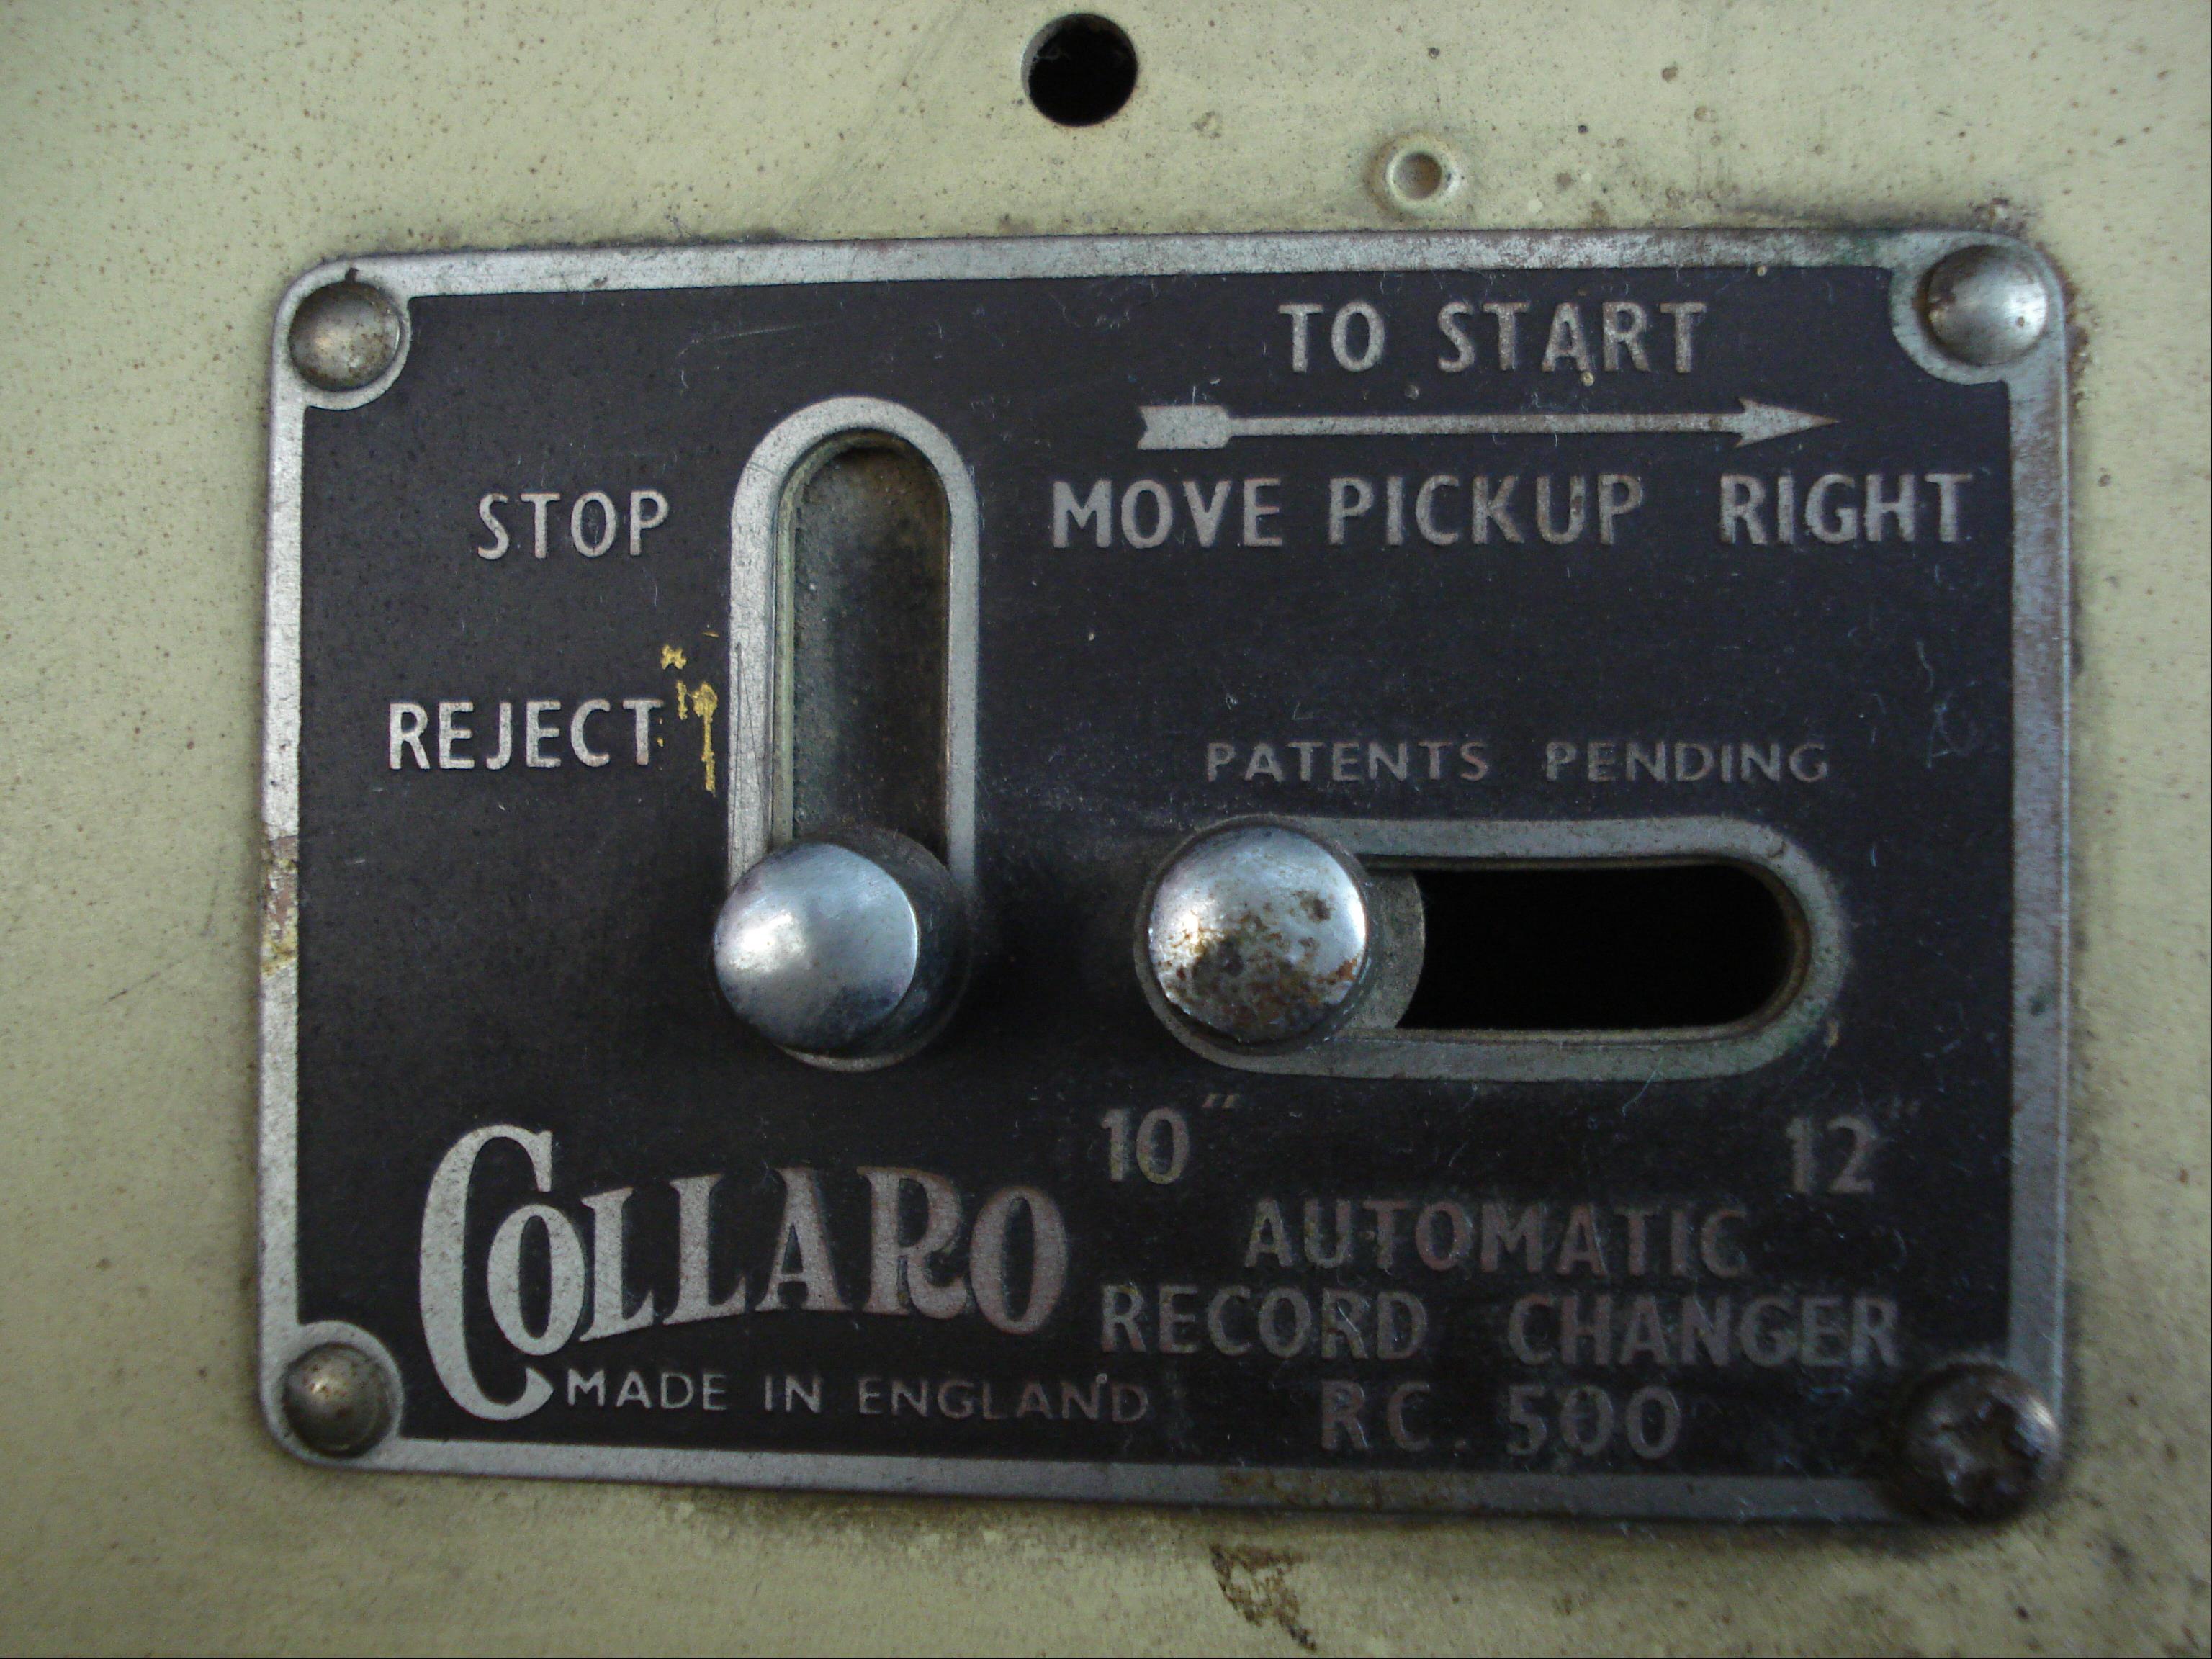 TO START
MOVE PICKUP RIGHT
STOP
REJECT
PATENTS PENDING
10" 12"
COLLARO
MADE IN ENGLAND
AUTOMATIC
RECORD CHANGER
RC. 500